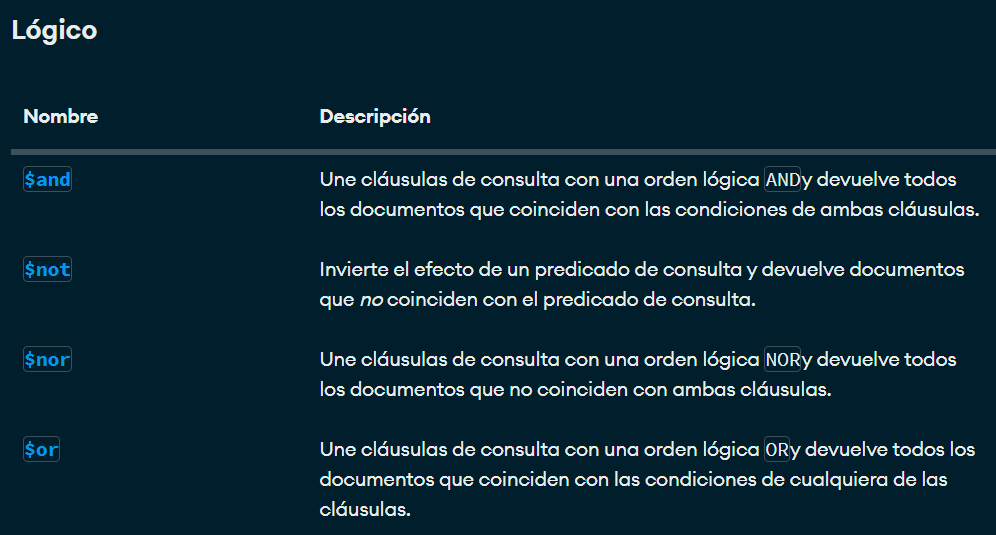 Lógico
Nombre Descripción
$and Une cláusulas de consulta con una orden lógica ANDy devuelve todos
los documentos que coinciden con las condiciones de ambas cláusulas.
$not Invierte el efecto de un predicado de consulta y devuelve documentos
que no coinciden con el predicado de consulta.
$nor Une cláusulas de consulta con una orden lógica NORy devuelve todos
los documentos que no coinciden con ambas cláusulas.
$or Une cláusulas de consulta con una orden lógica ORy devuelve todos los
documentos que coinciden con las condiciones de cualquiera de las
cláusulas.